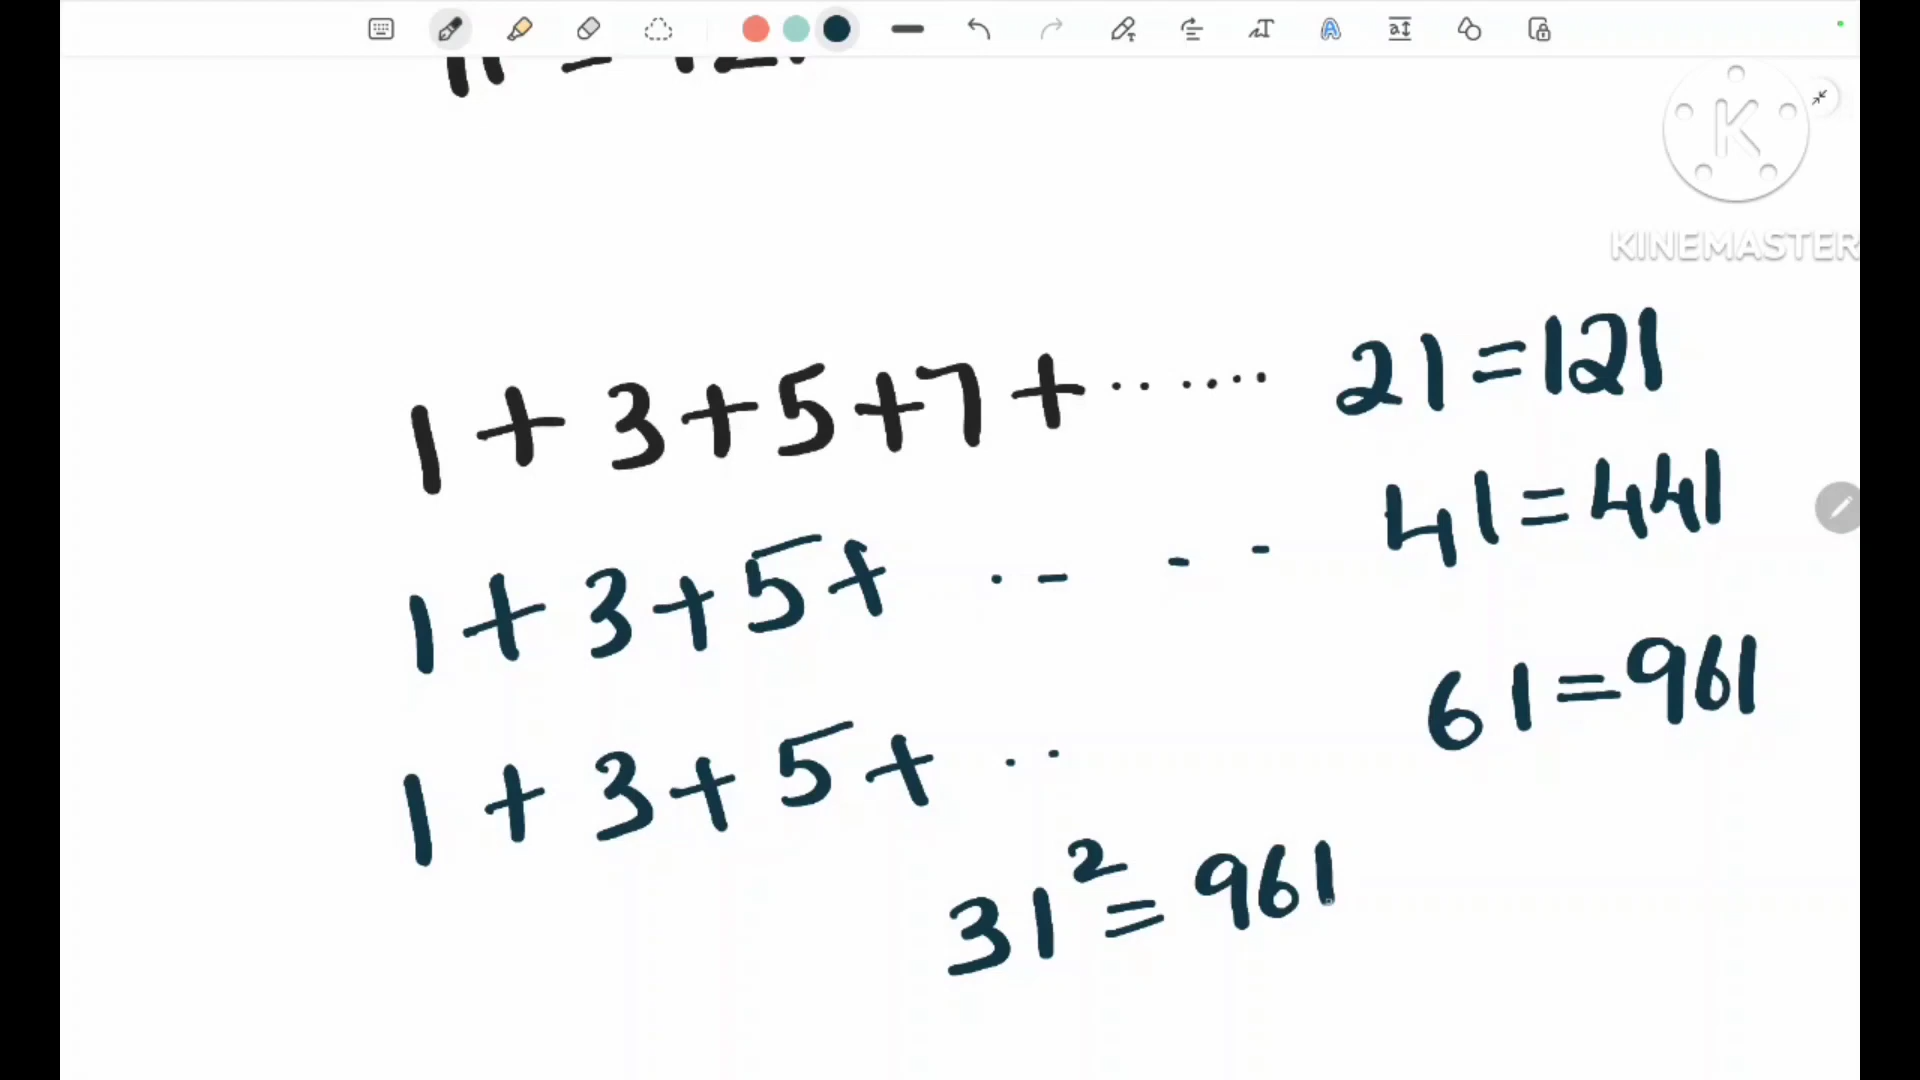 K
KINEMASTER
1 + 3 + 5 + 7 + ....... 21 = 121
1 + 3 + 5 + . - - - 41 = 441
1 + 3 + 5 + .. 61 = 961
31² = 961